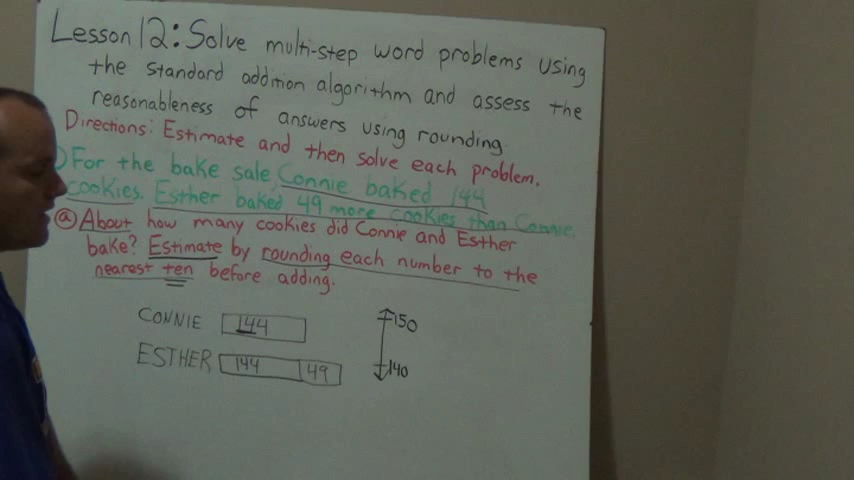 Lesson 12: Solve multi-step word problems using
the standard addition algorithm and assess the
reasonableness of answers using rounding.
Directions: Estimate and then solve each problem.
) For the bake sale, Connie baked 144
cookies. Esther baked 49 more cookies than Connie.
ⓐ About how many cookies did Connie and Esther
bake? Estimate by rounding each number to the
nearest ten before adding.
CONNIE 144
150
ESTHER 144 49
140